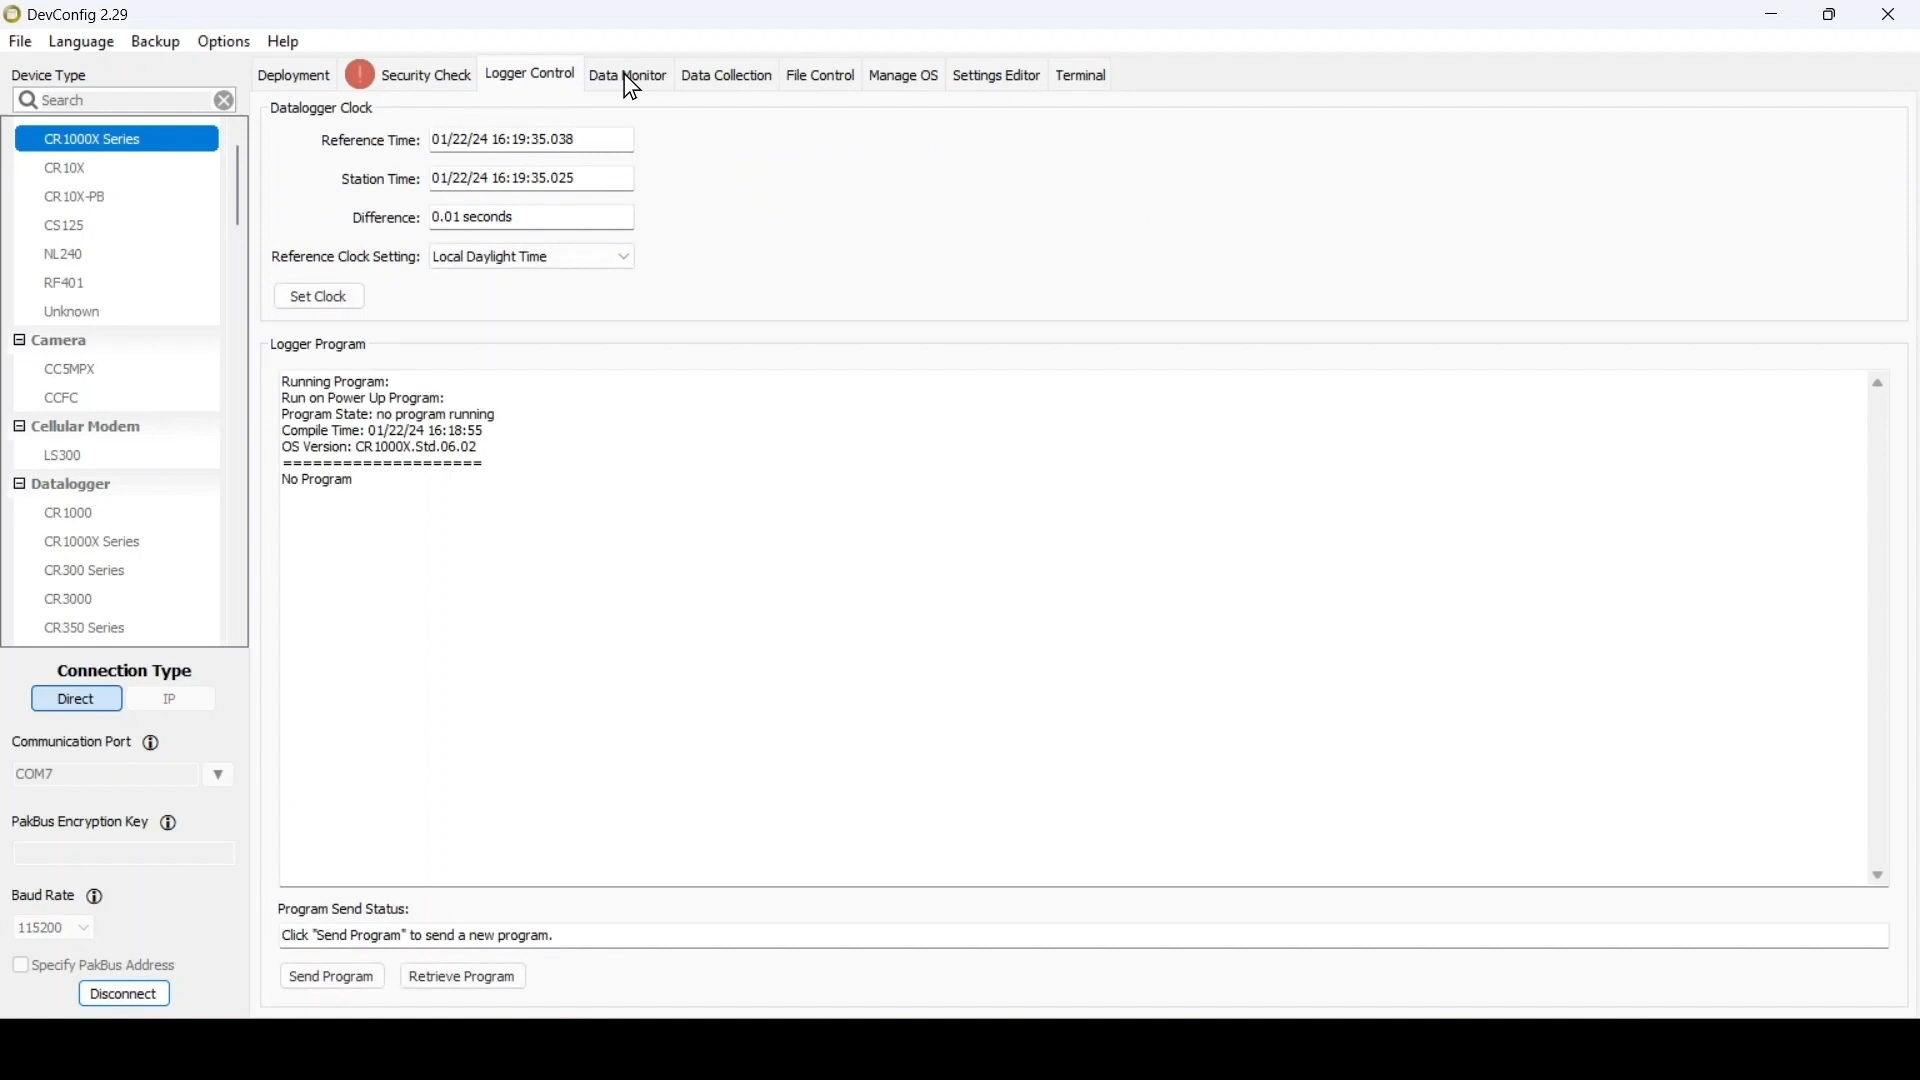 DevConfig 2.29
File Language Backup Options Help
Device Type
Search
CR1000X Series
CR10X
CR10X-PB
CS125
NL240
RF401
Unknown
Camera
CC5MPX
CCFC
Cellular Modem
LS300
Datalogger
CR1000
CR1000X Series
CR300 Series
CR3000
CR350 Series
Connection Type
Direct IP
Communication Port
COM7
PakBus Encryption Key
Baud Rate
115200
Specify PakBus Address
Disconnect
Deployment Security Check Logger Control Data Monitor Data Collection File Control Manage OS Settings Editor Terminal
Datalogger Clock
Reference Time: 01/22/24 16:19:35.038
Station Time: 01/22/24 16:19:35.025
Difference: 0.01 seconds
Reference Clock Setting: Local Daylight Time
Set Clock
Logger Program
Running Program:
Run on Power Up Program:
Program State: no program running
Compile Time: 01/22/24 16:18:55
OS Version: CR1000X.Std.06.02
====================
No Program
Program Send Status:
Click "Send Program" to send a new program.
Send Program Retrieve Program